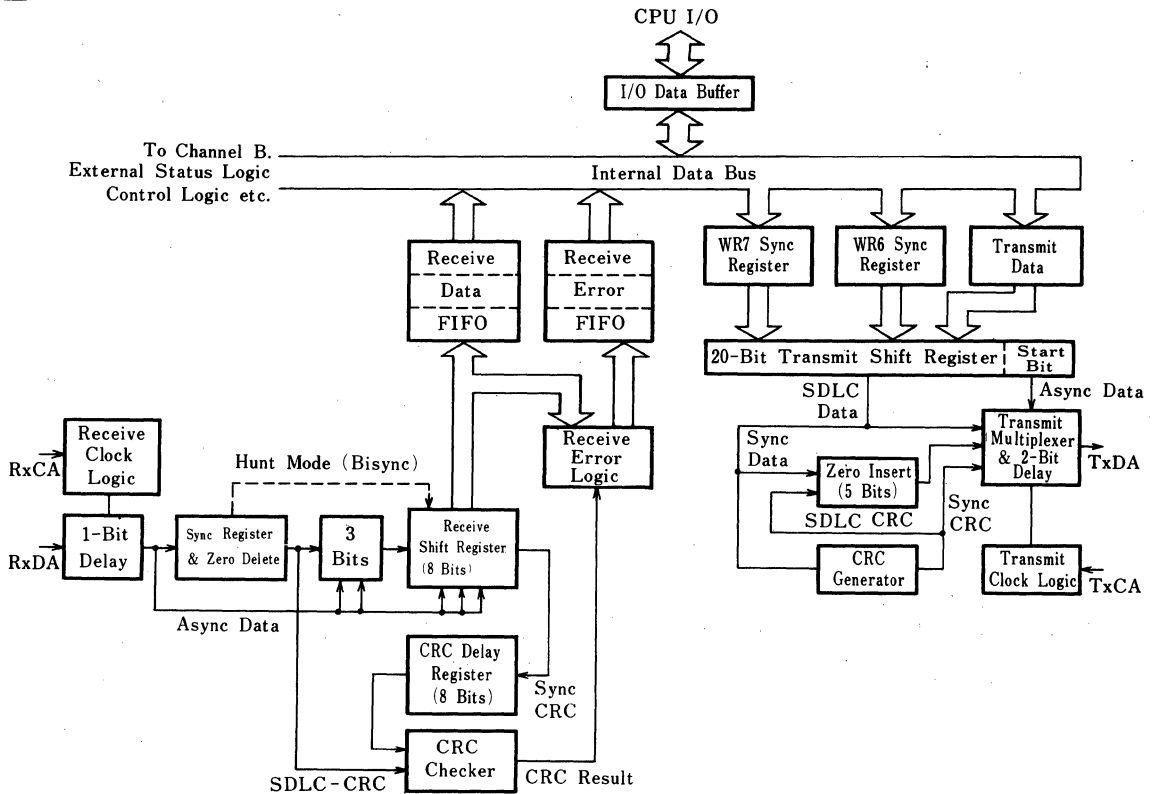 CPU I/O
I/O Data Buffer
To Channel B.
External Status Logic
Control Logic etc.
Internal Data Bus
Receive
Data
FIFO
Receive
Error
FIFO
WR7 Sync
Register
WR6 Sync
Register
Transmit
Data
20-Bit Transmit Shift Register
Start
Bit
SDLC
Data
Async Data
Receive
Clock
Logic
RxCA
Hunt Mode (Bisync)
Receive
Error
Logic
Sync
Data
Zero Insert
(5 Bits)
Transmit
Multiplexer
& 2-Bit
Delay
TxDA
SDLC CRC
Sync
CRC
RxDA
1-Bit
Delay
Sync Register
& Zero Delete
3
Bits
Receive
Shift Register
(8 Bits)
CRC
Generator
Transmit
Clock Logic
TxCA
Async Data
CRC Delay
Register
(8 Bits)
Sync
CRC
CRC
Checker
SDLC-CRC
CRC Result